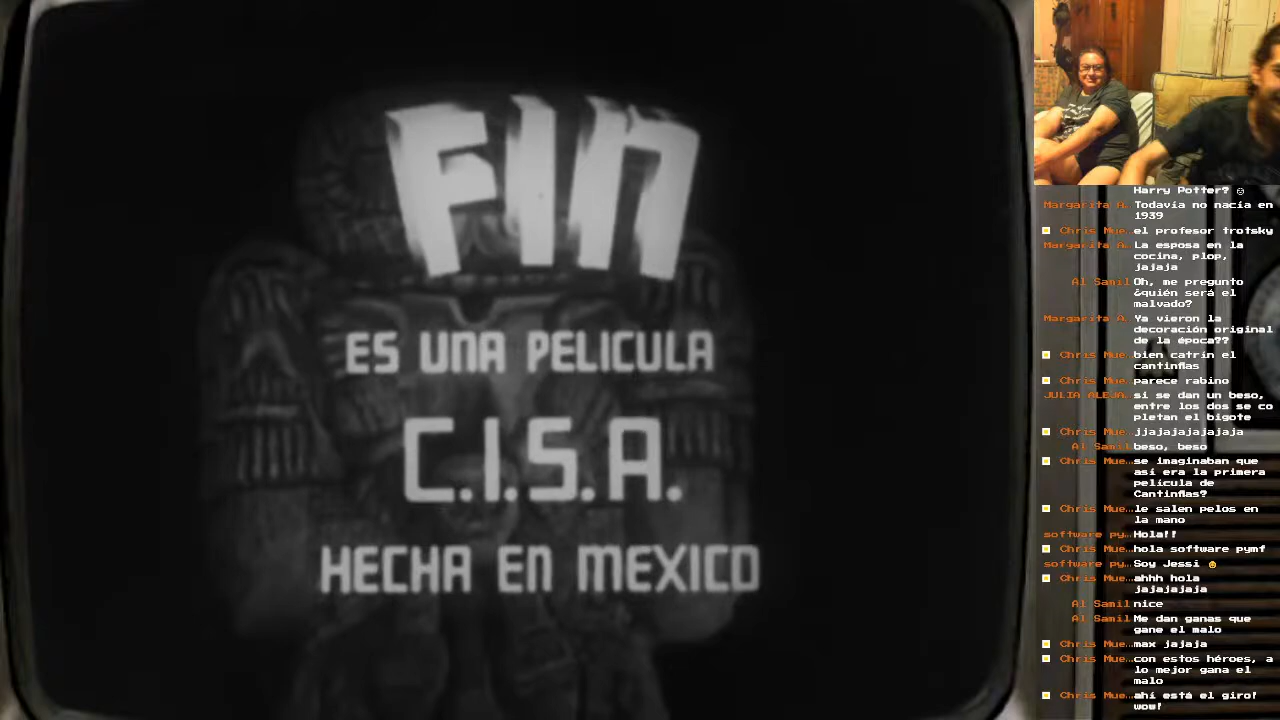 FIN
ES UNA PELICULA
C.I.S.A.
HECHA EN MEXICO
Harry Potter? ☺
Margarita A. Todavía no nacía en
1939
Chris Mue… el profesor trotsky
Margarita A. La esposa en la
cocina, plop,
jajaja
Al Samil Oh, me pregunto
¿quién será el
malvado?
Margarita A. Ya vieron la
decoración original
de la época??
Chris Mue… bien catrín el
cantinflas
Chris Mue… parece rabino
JULIA ALEJA… si se dan un beso,
entre los dos se co
pletan el bigote
Chris Mue… jjajajajajajaja
Al Samil beso, beso
Chris Mue… se imaginaban que
así era la primera
película de
Cantinflas?
Chris Mue… le salen pelos en
la mano
software py… Hola!!
Chris Mue… hola software pymf
software py… Soy Jessi 😊
Chris Mue… ahhh hola
jajajajaja
Al Samil nice
Al Samil Me dan ganas que
gane el malo
Chris Mue… max jajaja
Chris Mue… con estos héroes, a
lo mejor gana el
malo
Chris Mue… ahí está el giro!
wow!